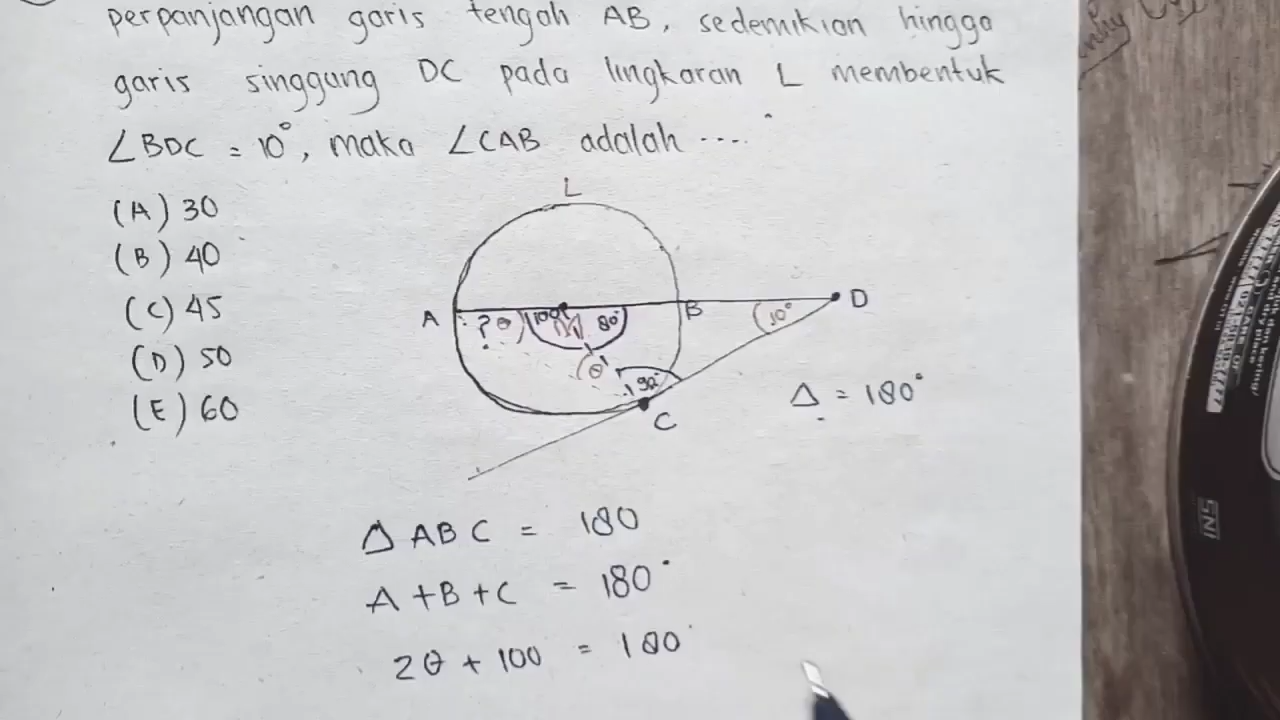 perpanjangan garis tengah AB, sedemikian hingga
garis singgung DC pada lingkaran L membentuk
∠BDC = 10°, maka ∠CAB adalah ....
(A) 30
(B) 40
(C) 45
(D) 50
(E) 60
L
A
? θ
100°
80°
B
10°
D
θ
90°
C
Δ = 180°
Δ ABC = 180
A + B + C = 180°
2θ + 100 = 180°
SNI